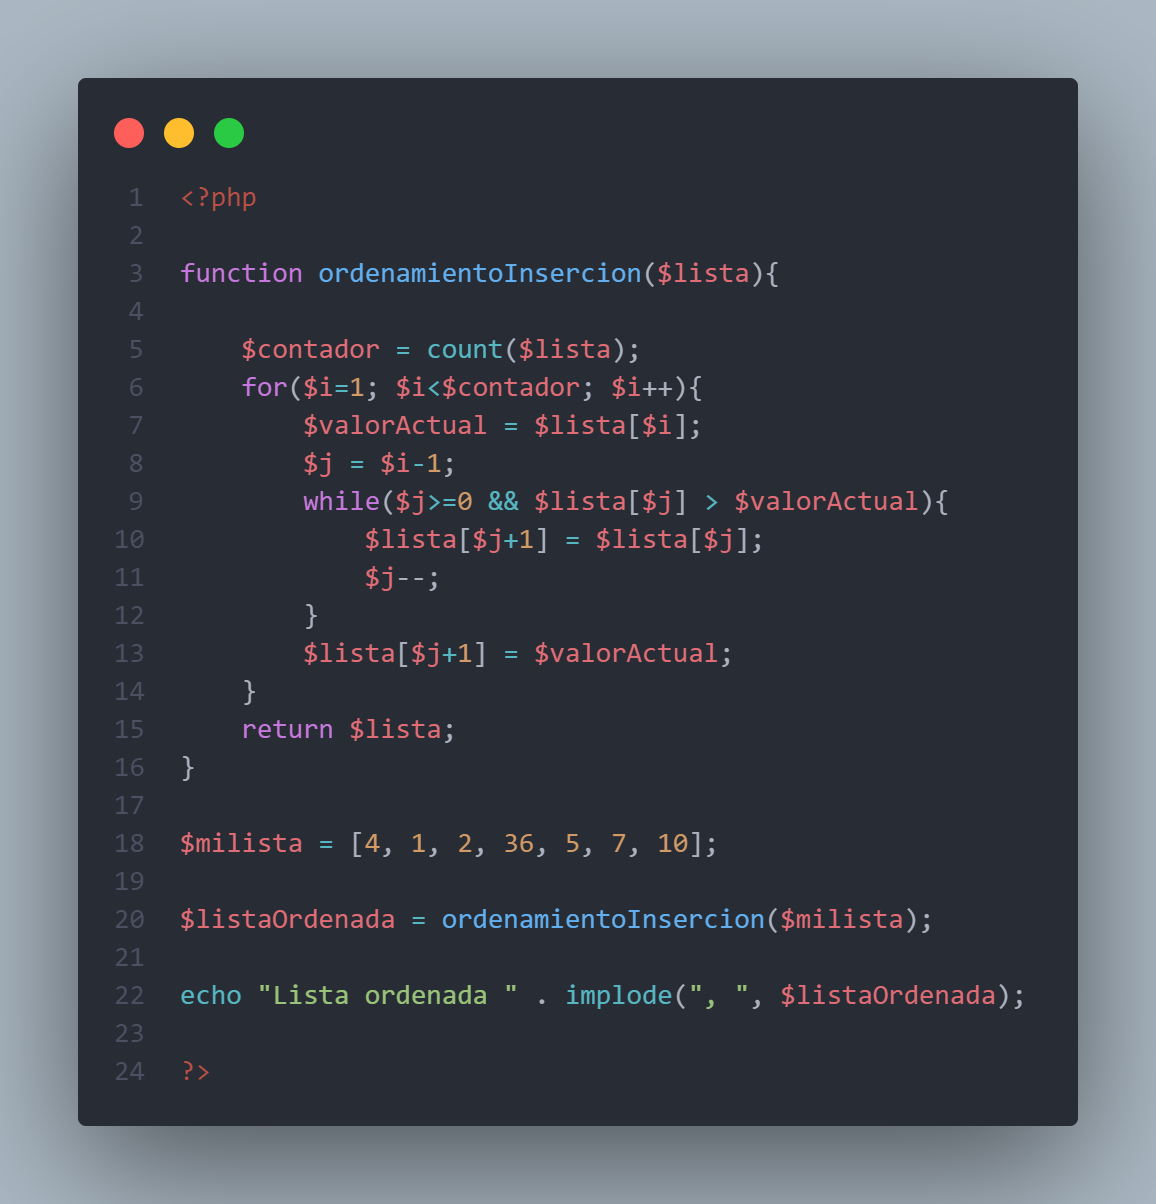 1 <?php
2
3 function ordenamientoInsercion($lista){
4
5     $contador = count($lista);
6     for($i=1; $i<$contador; $i++){
7         $valorActual = $lista[$i];
8         $j = $i-1;
9         while($j>=0 && $lista[$j] > $valorActual){
10             $lista[$j+1] = $lista[$j];
11             $j--;
12         }
13         $lista[$j+1] = $valorActual;
14     }
15     return $lista;
16 }
17
18 $milista = [4, 1, 2, 36, 5, 7, 10];
19
20 $listaOrdenada = ordenamientoInsercion($milista);
21
22 echo "Lista ordenada " . implode(", ", $listaOrdenada);
23
24 ?>